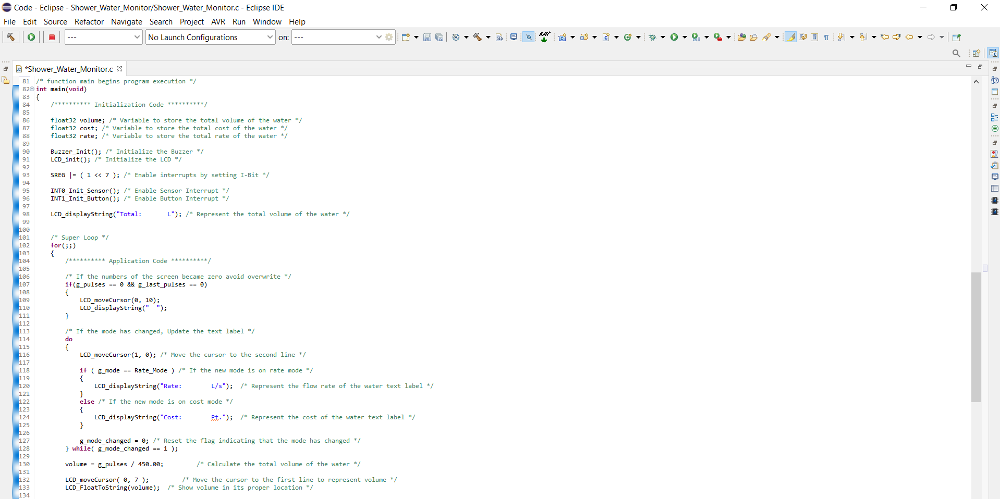 Code - Eclipse - Shower_Water_Monitor/Shower_Water_Monitor.c - Eclipse IDE
File Edit Source Refactor Navigate Search Project AVR Run Window Help
--- No Launch Configurations on: --- 010 AVR
*Shower_Water_Monitor.c
81 /* function main begins program execution */
82 int main(void)
83 {
84 /********** Initialization Code **********/
85
86 float32 volume; /* Variable to store the total volume of the water */
87 float32 cost; /* Variable to store the total cost of the water */
88 float32 rate; /* Variable to store the total rate of the water */
89
90 Buzzer_Init(); /* Initialize the Buzzer */
91 LCD_init(); /* Initialize the LCD */
92
93 SREG |= ( 1 << 7 ); /* Enable interrupts by setting I-Bit */
94
95 INT0_Init_Sensor(); /* Enable Sensor Interrupt */
96 INT1_Init_Button(); /* Enable Button Interrupt */
97
98 LCD_displayString("Total:       L"); /* Represent the total volume of the water */
99
100
101 /* Super Loop */
102 for(;;)
103 {
104 /********** Application Code **********/
105
106 /* If the numbers of the screen became zero avoid overwrite */
107 if(g_pulses == 0 && g_last_pulses == 0)
108 {
109 LCD_moveCursor(0, 10);
110 LCD_displayString("  ");
111 }
112
113 /* If the mode has changed, Update the text label */
114 do
115 {
116 LCD_moveCursor(1, 0); /* Move the cursor to the second line */
117
118 if ( g_mode == Rate_Mode ) /* If the new mode is on rate mode */
119 {
120 LCD_displayString("Rate:        L/s");  /* Represent the flow rate of the water text label */
121 }
122 else /* If the new mode is on cost mode */
123 {
124 LCD_displayString("Cost:        Pt.");  /* Represent the cost of the water text label */
125 }
126
127 g_mode_changed = 0; /* Reset the flag indicating that the mode has changed */
128 } while( g_mode_changed == 1 );
129
130 volume = g_pulses / 450.00;         /* Calculate the total volume of the water */
131
132 LCD_moveCursor( 0, 7 );         /* Move the cursor to the first line to represent volume */
133 LCD_FloatToString(volume);  /* Show volume in its proper location */
134